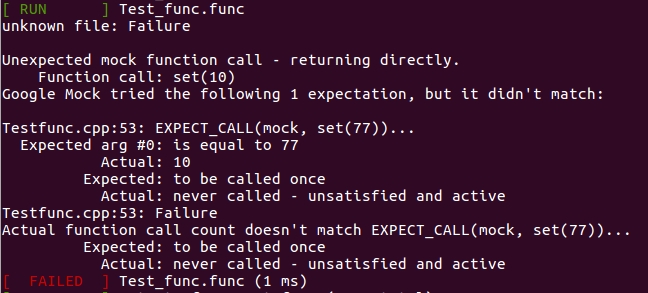 [ RUN      ] Test_func.func
unknown file: Failure

Unexpected mock function call - returning directly.
    Function call: set(10)
Google Mock tried the following 1 expectation, but it didn't match:

Testfunc.cpp:53: EXPECT_CALL(mock, set(77))...
  Expected arg #0: is equal to 77
           Actual: 10
         Expected: to be called once
           Actual: never called - unsatisfied and active
Testfunc.cpp:53: Failure
Actual function call count doesn't match EXPECT_CALL(mock, set(77))...
         Expected: to be called once
           Actual: never called - unsatisfied and active
[  FAILED  ] Test_func.func (1 ms)